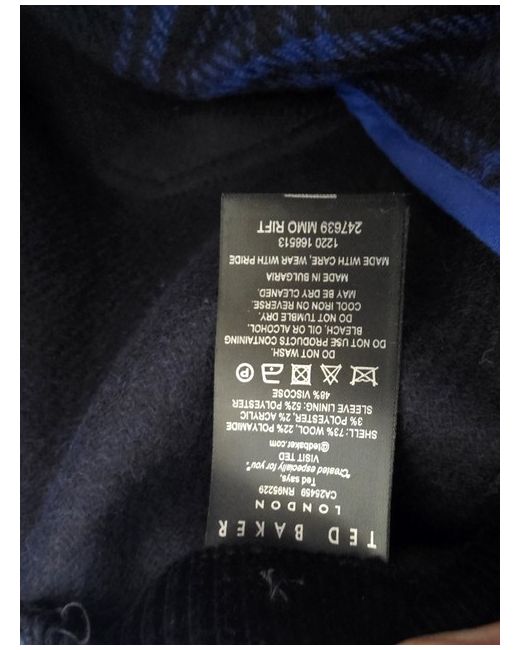 TED BAKER
LONDON
CA25459 RN95229
Ted says,
"Created especially for you".
VISIT TED
@tedbaker.com
SHELL: 73% WOOL, 22% POLYAMIDE
3% POLYESTER, 2% ACRYLIC
SLEEVE LINING: 52% POLYESTER
48% VISCOSE
P
DO NOT WASH.
DO NOT USE PRODUCTS CONTAINING
BLEACH, OIL OR ALCOHOL.
DO NOT TUMBLE DRY.
COOL IRON ON REVERSE.
MAY BE DRY CLEANED.
MADE IN BULGARIA
MADE WITH CARE, WEAR WITH PRIDE
1220 168513
247639 MMO RIFT